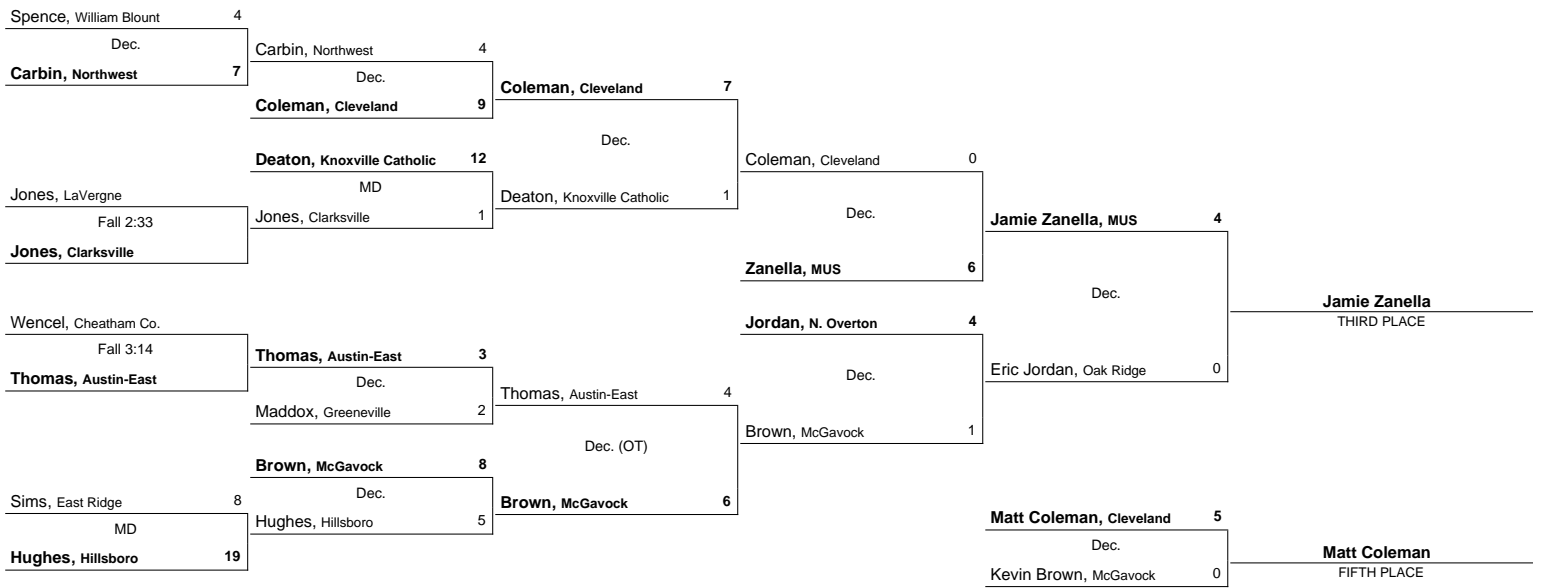 Spence, William Blount 4
Dec.
Carbin, Northwest 7
Jones, LaVergne
Fall 2:33
Jones, Clarksville
Wencel, Cheatham Co.
Fall 3:14
Thomas, Austin-East
Sims, East Ridge 8
MD
Hughes, Hillsboro 19
Carbin, Northwest 4
Dec.
Coleman, Cleveland 9
Deaton, Knoxville Catholic 12
MD
Jones, Clarksville 1
Thomas, Austin-East 3
Dec.
Maddox, Greeneville 2
Brown, McGavock 8
Dec.
Hughes, Hillsboro 5
Coleman, Cleveland 7
Dec.
Deaton, Knoxville Catholic 1
Thomas, Austin-East 4
Dec. (OT)
Brown, McGavock 6
Coleman, Cleveland 0
Dec.
Zanella, MUS 6
Jordan, N. Overton 4
Dec.
Brown, McGavock 1
Jamie Zanella, MUS 4
Dec.
Eric Jordan, Oak Ridge 0
Jamie Zanella
THIRD PLACE
Matt Coleman, Cleveland 5
Dec.
Kevin Brown, McGavock 0
Matt Coleman
FIFTH PLACE